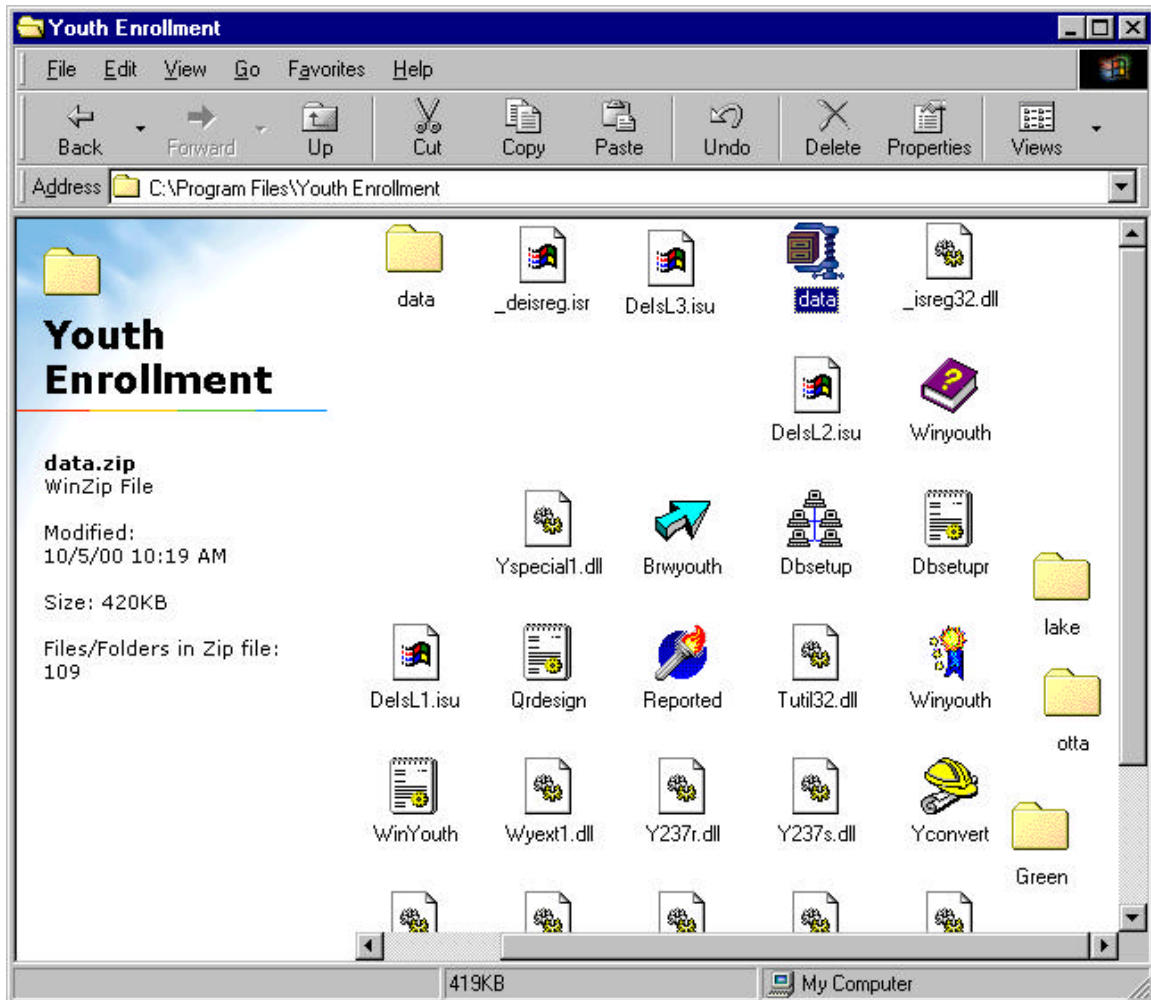 Youth Enrollment
File Edit View Go Favorites Help
Back Forward Up Cut Copy Paste Undo Delete Properties Views
Address C:\Program Files\Youth Enrollment
Youth
Enrollment
data.zip
WinZip File
Modified:
10/5/00 10:19 AM
Size: 420KB
Files/Folders in Zip file:
109
data _deisreg.isr DelsL3.isu data _isreg32.dll
DelsL2.isu Winyouth
Yspecial1.dll Brwyouth Dbsetup Dbsetupr
lake
DelsL1.isu Qrdesign Reported Tutil32.dll Winyouth
otta
WinYouth Wyext1.dll Y237r.dll Y237s.dll Yconvert
Green
419KB My Computer